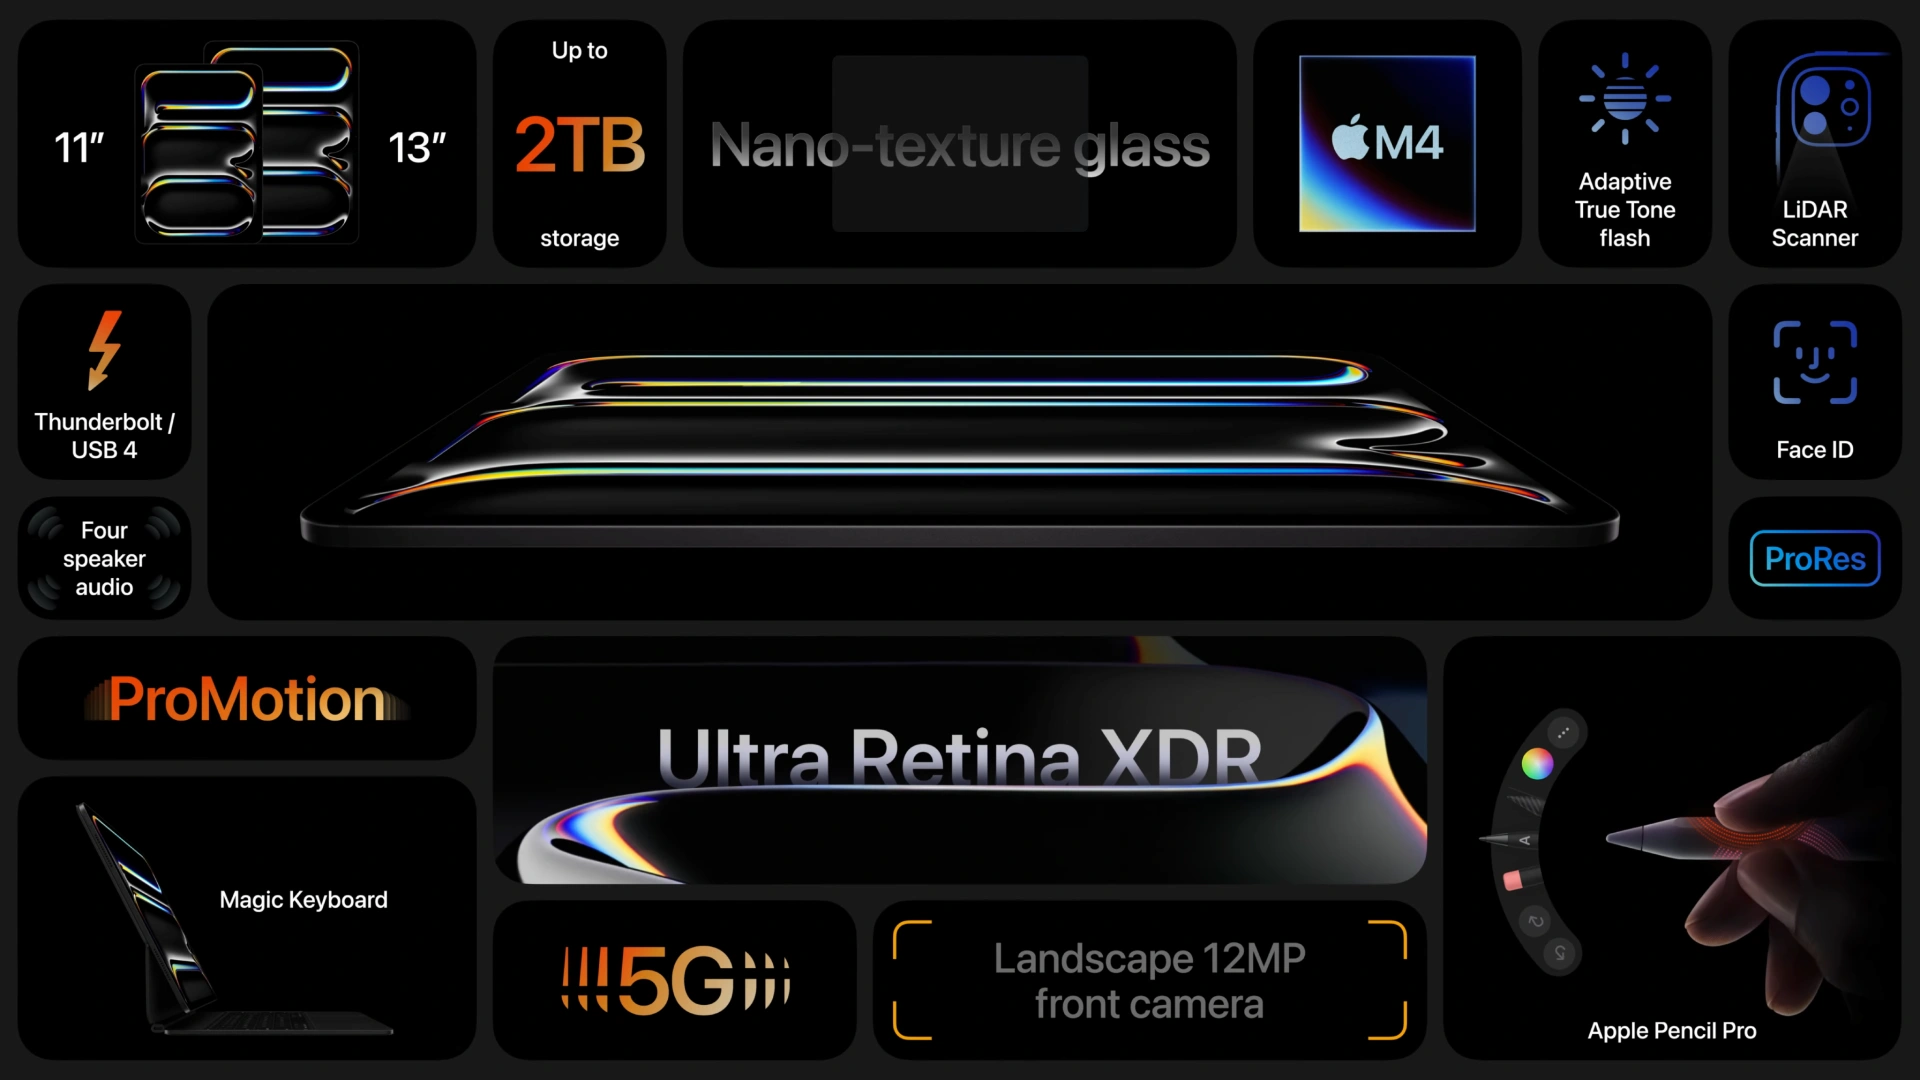 11”
13”
Up to
2TB
storage
Nano-texture glass
M4
Adaptive
True Tone
flash
LiDAR
Scanner
Thunderbolt /
USB 4
Face ID
Four
speaker
audio
ProRes
ProMotion
Ultra Retina XDR
Magic Keyboard
5G
Landscape 12MP
front camera
A
Apple Pencil Pro